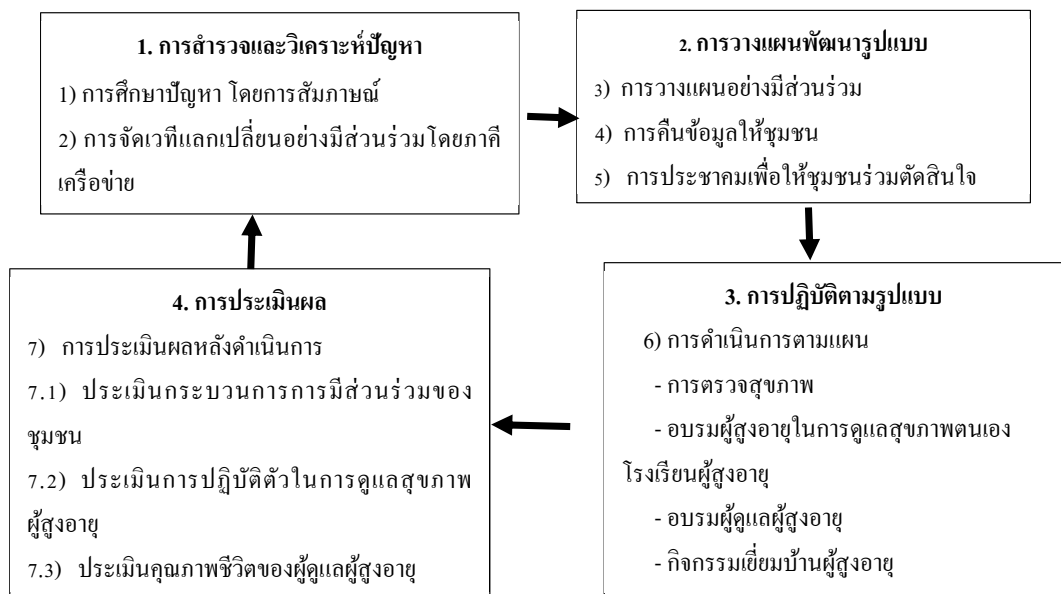 1. การสำรวจและวิเคราะห์ปัญหา
1) การศึกษาปัญหา โดยการสัมภาษณ์
2) การจัดเวทีแลกเปลี่ยนอย่างมีส่วนร่วมโดยภาคี
เครือข่าย
2. การวางแผนพัฒนารูปแบบ
3) การวางแผนอย่างมีส่วนร่วม
4) การคืนข้อมูลให้ชุมชน
5) การประชาคมเพื่อให้ชุมชนร่วมตัดสินใจ
3. การปฏิบัติตามรูปแบบ
6) การดำเนินการตามแผน
- การตรวจสุขภาพ
- อบรมผู้สูงอายุในการดูแลสุขภาพตนเอง
โรงเรียนผู้สูงอายุ
- อบรมผู้ดูแลผู้สูงอายุ
- กิจกรรมเยี่ยมบ้านผู้สูงอายุ
4. การประเมินผล
7) การประเมินผลหลังดำเนินการ
7.1) ประเมินกระบวนการการมีส่วนร่วมของ
ชุมชน
7.2) ประเมินการปฏิบัติตัวในการดูแลสุขภาพ
ผู้สูงอายุ
7.3) ประเมินคุณภาพชีวิตของผู้ดูแลผู้สูงอายุ